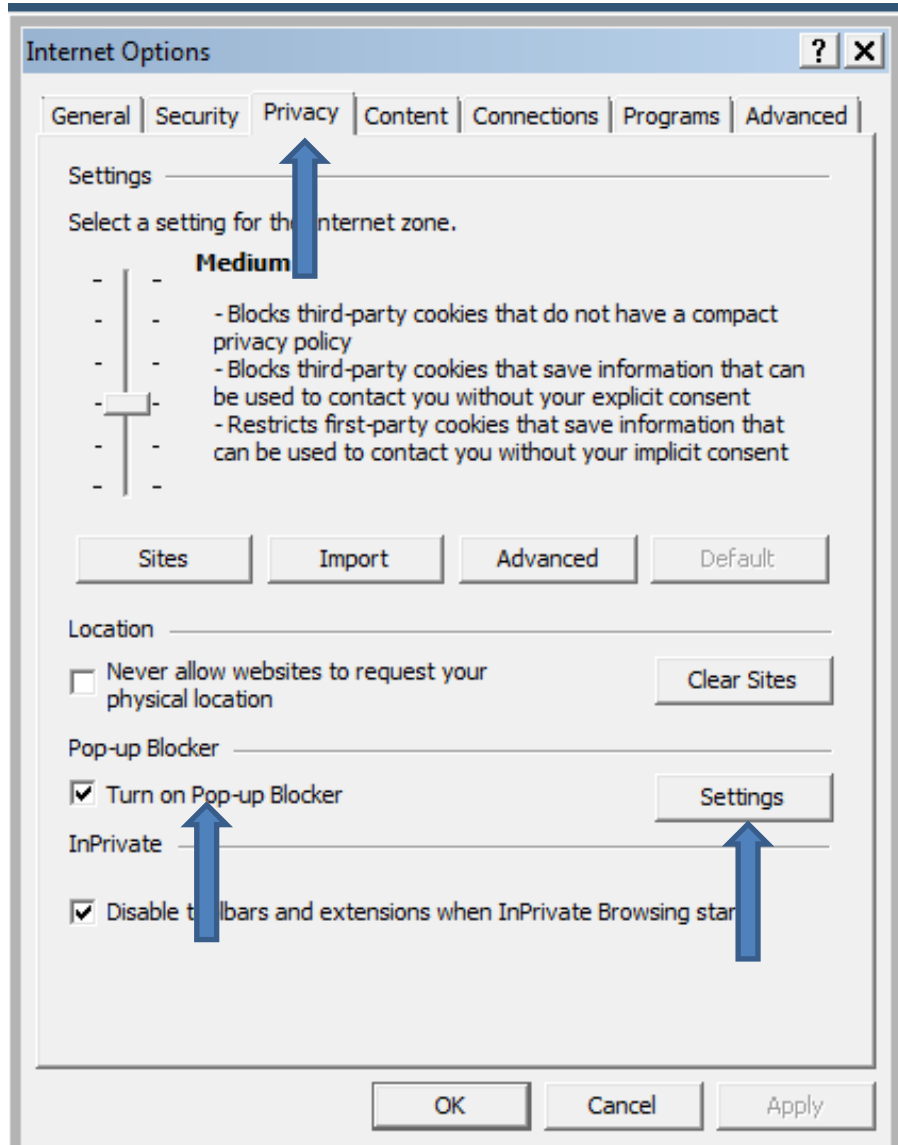 Internet Options
? X
General Security Privacy Content Connections Programs Advanced
Settings
Select a setting for the Internet zone.
Medium
- Blocks third-party cookies that do not have a compact
privacy policy
- Blocks third-party cookies that save information that can
be used to contact you without your explicit consent
- Restricts first-party cookies that save information that
can be used to contact you without your implicit consent
Sites Import Advanced Default
Location
Never allow websites to request your
physical location
Clear Sites
Pop-up Blocker
Turn on Pop-up Blocker
Settings
InPrivate
Disable toolbars and extensions when InPrivate Browsing
OK Cancel Apply